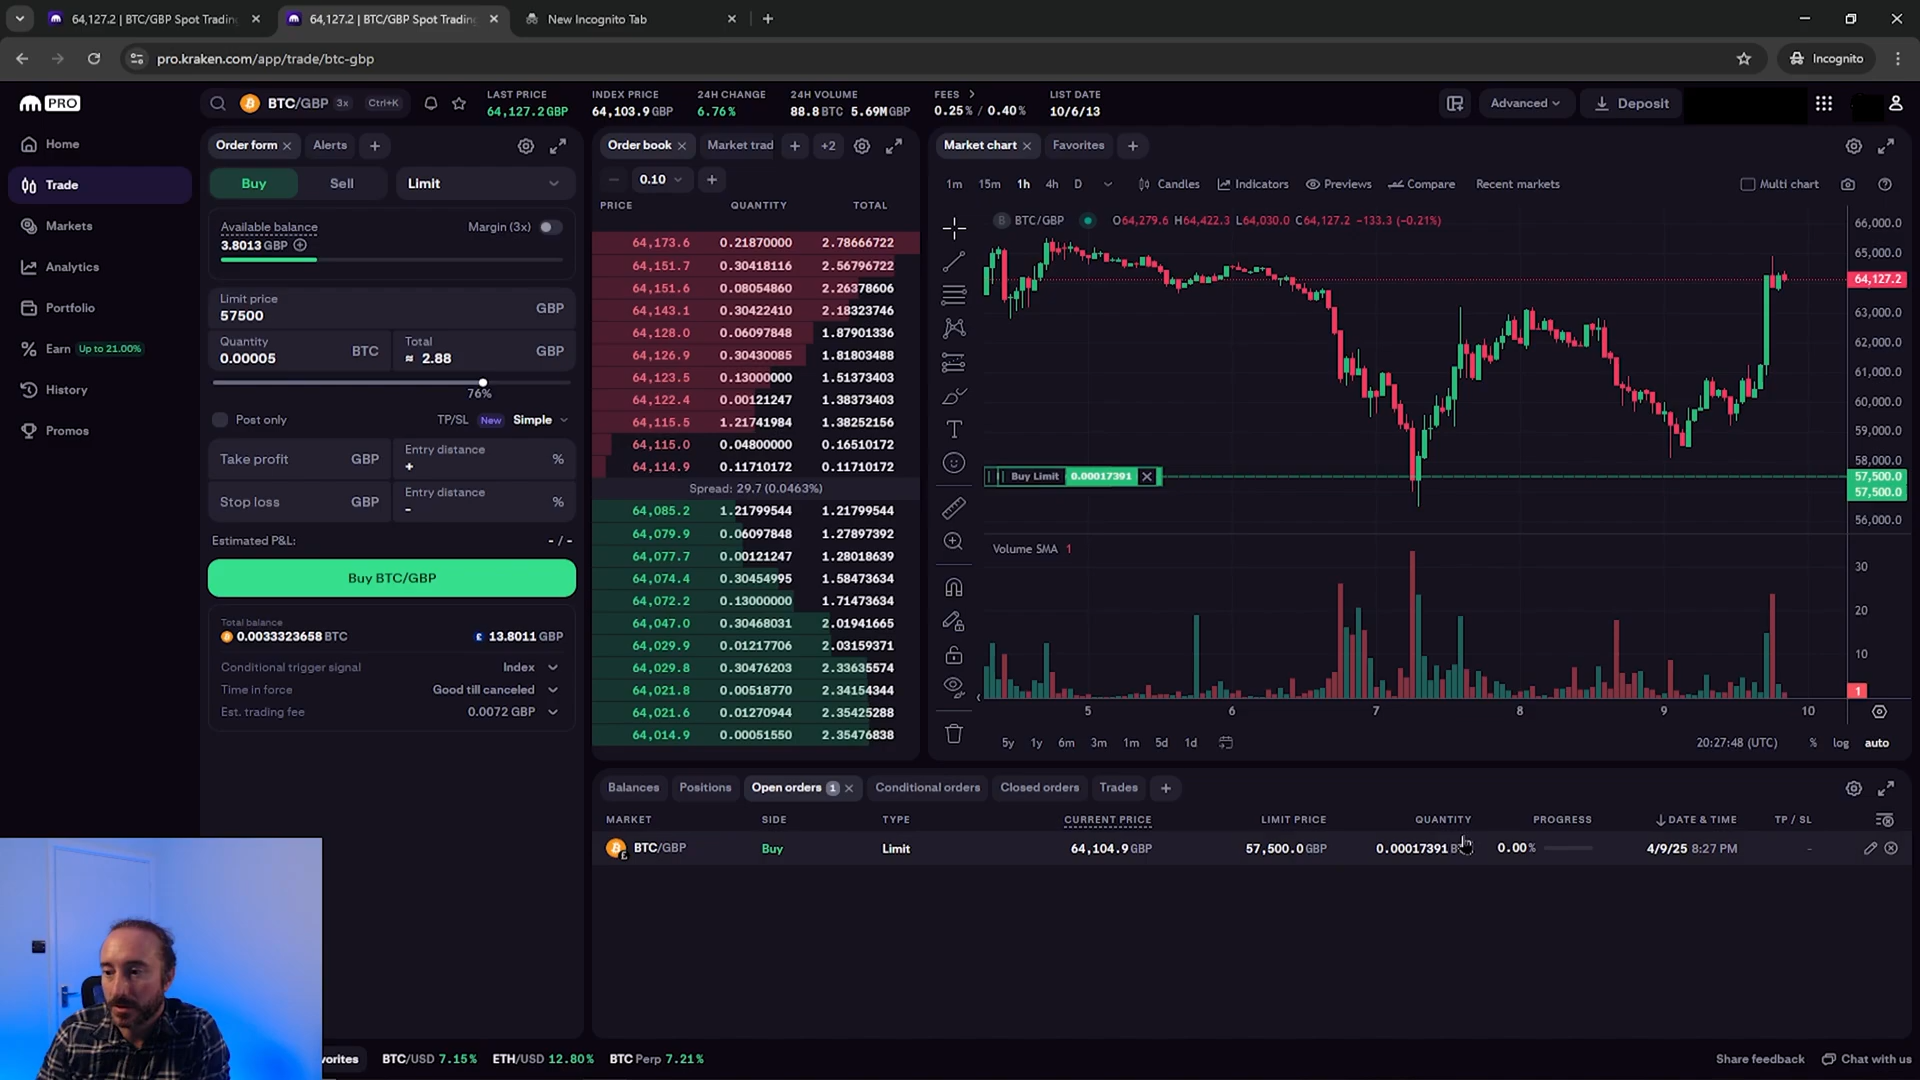 64,127.2 | BTC/GBP Spot Trading
64,127.2 | BTC/GBP Spot Trading
New Incognito Tab
pro.kraken.com/app/trade/btc-gbp
Incognito
PRO
BTC/GBP 3x Ctrl+K
LAST PRICE
64,127.2 GBP
INDEX PRICE
64,103.9 GBP
24H CHANGE
6.76%
24H VOLUME
88.8 BTC 5.69M GBP
FEES
0.25% / 0.40%
LIST DATE
10/6/13
Advanced
Deposit
Home
Trade
Markets
Analytics
Portfolio
Earn Up to 21.00%
History
Promos
Order form
Alerts
Buy
Sell
Limit
Available balance
3.8013 GBP
Margin (3x)
Limit price
57500
GBP
Quantity
0.00005
BTC
Total
≈ 2.88
GBP
76%
Post only
TP/SL New Simple
Take profit GBP
Entry distance
+
%
Stop loss GBP
Entry distance
-
%
Estimated P&L: - / -
Buy BTC/GBP
Total balance
0.0033323658 BTC
£ 13.8011 GBP
Conditional trigger signal Index
Time in force Good till canceled
Est. trading fee 0.0072 GBP
Order book
Market trad
+2
0.10
PRICE QUANTITY TOTAL
64,173.6 0.21870000 2.78666722
64,151.7 0.30418116 2.56796722
64,151.6 0.08054860 2.26378606
64,143.1 0.30422410 2.18323746
64,128.0 0.06097848 1.87901336
64,126.9 0.30430085 1.81803488
64,123.5 0.13000000 1.51373403
64,122.4 0.00121247 1.38373403
64,115.5 1.21741984 1.38252156
64,115.0 0.04800000 0.16510172
64,114.9 0.11710172 0.11710172
Spread: 29.7 (0.0463%)
64,085.2 1.21799544 1.21799544
64,079.9 0.06097848 1.27897392
64,077.7 0.00121247 1.28018639
64,074.4 0.30454995 1.58473634
64,072.2 0.13000000 1.71473634
64,047.0 0.30468031 2.01941665
64,029.9 0.01217706 2.03159371
64,029.8 0.30476203 2.33635574
64,021.8 0.00518770 2.34154344
64,021.6 0.01270944 2.35425288
64,014.9 0.00051550 2.35476838
Market chart
Favorites
1m 15m 1h 4h D
Candles
Indicators
Previews
Compare
Recent markets
Multi chart
B BTC/GBP
O64,279.6 H64,422.3 L64,030.0 C64,127.2 −133.3 (−0.21%)
66,000.0
65,000.0
64,127.2
63,000.0
62,000.0
61,000.0
60,000.0
59,000.0
58,000.0
57,500.0
57,500.0
56,000.0
Buy Limit 0.00017391
Volume SMA 1
30
20
10
1
5 6 7 8 9 10
5y 1y 6m 3m 1m 5d 1d
20:27:48 (UTC)
% log auto
Balances
Positions
Open orders 1
Conditional orders
Closed orders
Trades
MARKET SIDE TYPE CURRENT PRICE LIMIT PRICE QUANTITY PROGRESS DATE & TIME TP / SL
BTC/GBP Buy Limit 64,104.9 GBP 57,500.0 GBP 0.00017391 0.00% 4/9/25 8:27 PM -
vorites
BTC/USD 7.15%
ETH/USD 12.80%
BTC Perp 7.21%
Share feedback
Chat with us